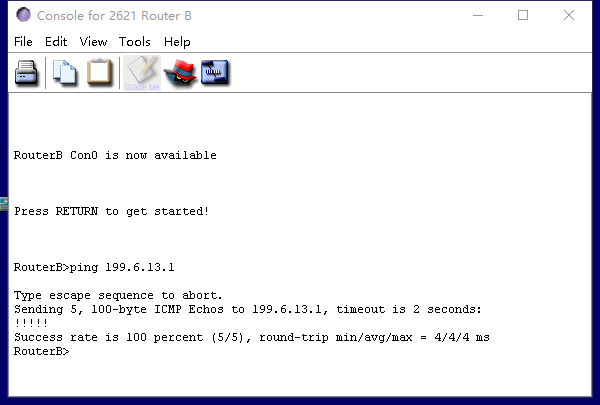 Console for 2621 Router B
File Edit View Tools Help
Grade Me
RouterB Con0 is now available
Press RETURN to get started!
RouterB>ping 199.6.13.1
Type escape sequence to abort.
Sending 5, 100-byte ICMP Echos to 199.6.13.1, timeout is 2 seconds:
!!!!!
Success rate is 100 percent (5/5), round-trip min/avg/max = 4/4/4 ms
RouterB>